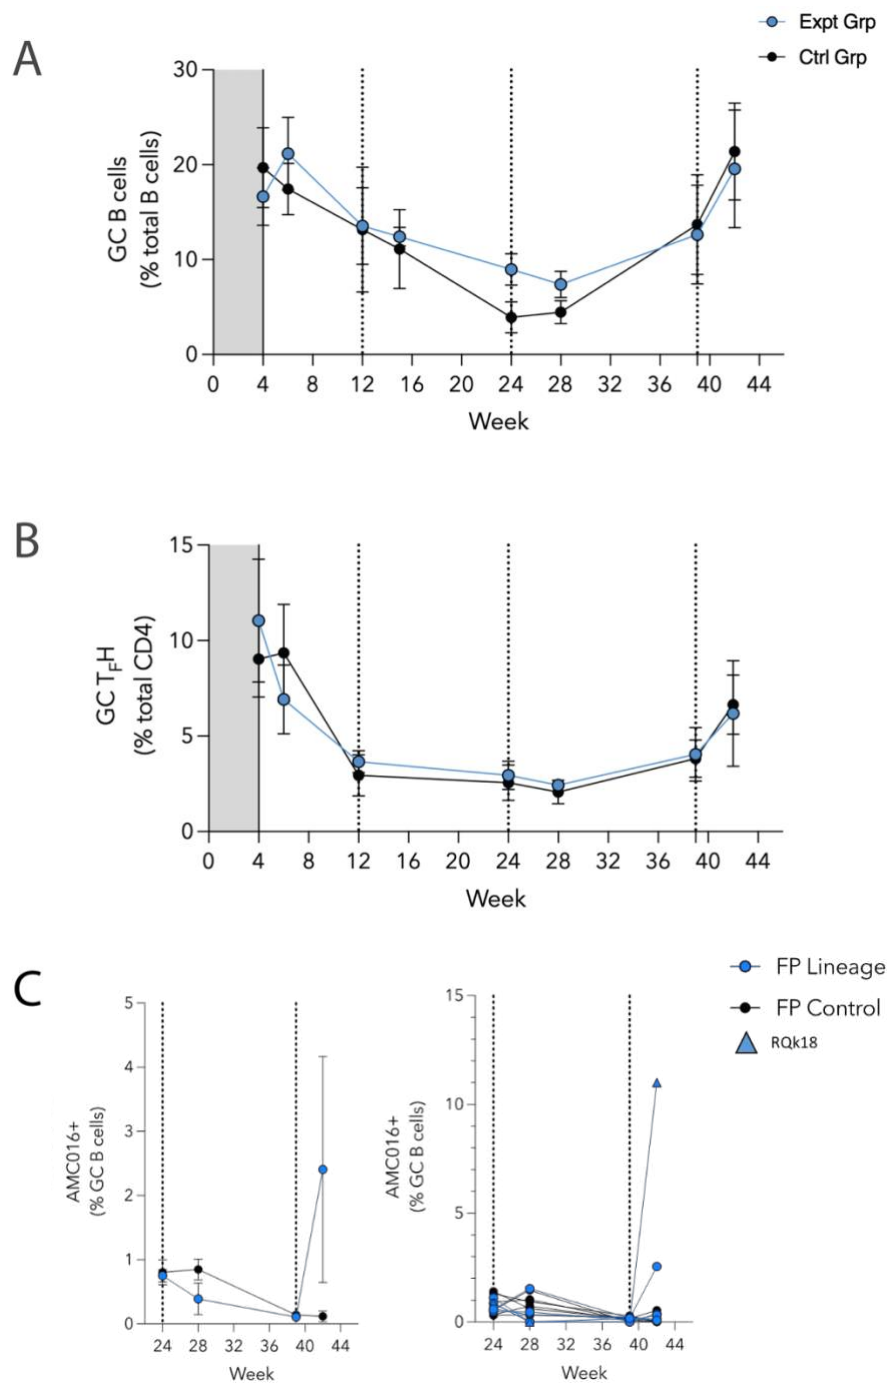 A
Expt Grp
Ctrl Grp
GC B cells
(% total B cells)
30
20
10
0
0 4 8 12 16 20 24 28 32 36 40 44
Week
B
GC TFH
(% total CD4)
15
10
5
0
0 4 8 12 16 20 24 28 32 36 40 44
Week
C
FP Lineage
FP Control
RQk18
AMC016+
(% GC B cells)
5
4
3
2
1
0
24 28 32 36 40 44
Week
AMC016+
(% GC B cells)
15
10
5
0
24 28 32 36 40 44
Week